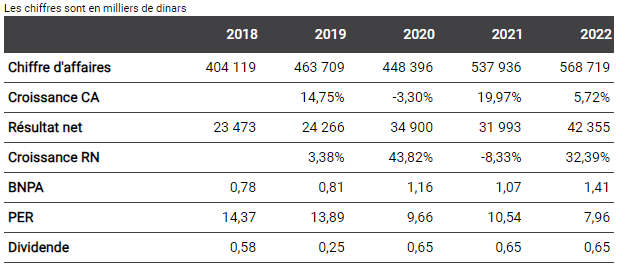 Les chiffres sont en milliers de dinars
2018 2019 2020 2021 2022
Chiffre d'affaires 404 119 463 709 448 396 537 936 568 719
Croissance CA 14,75% -3,30% 19,97% 5,72%
Résultat net 23 473 24 266 34 900 31 993 42 355
Croissance RN 3,38% 43,82% -8,33% 32,39%
BNPA 0,78 0,81 1,16 1,07 1,41
PER 14,37 13,89 9,66 10,54 7,96
Dividende 0,58 0,25 0,65 0,65 0,65